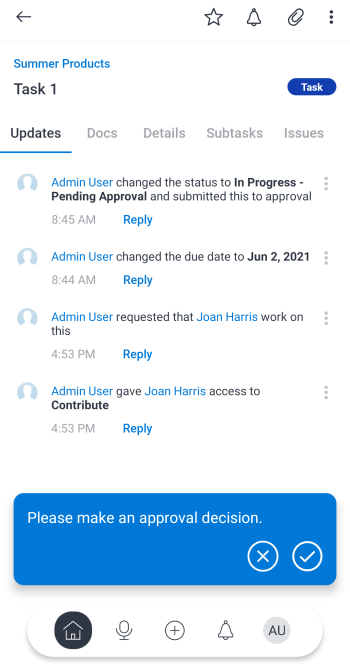 Summer Products
Task 1
Task
Updates Docs Details Subtasks Issues
Admin User changed the status to In Progress -
Pending Approval and submitted this to approval
8:45 AM Reply
Admin User changed the due date to Jun 2, 2021
8:44 AM Reply
Admin User requested that Joan Harris work on
this
4:53 PM Reply
Admin User gave Joan Harris access to
Contribute
4:53 PM Reply
Please make an approval decision.
AU